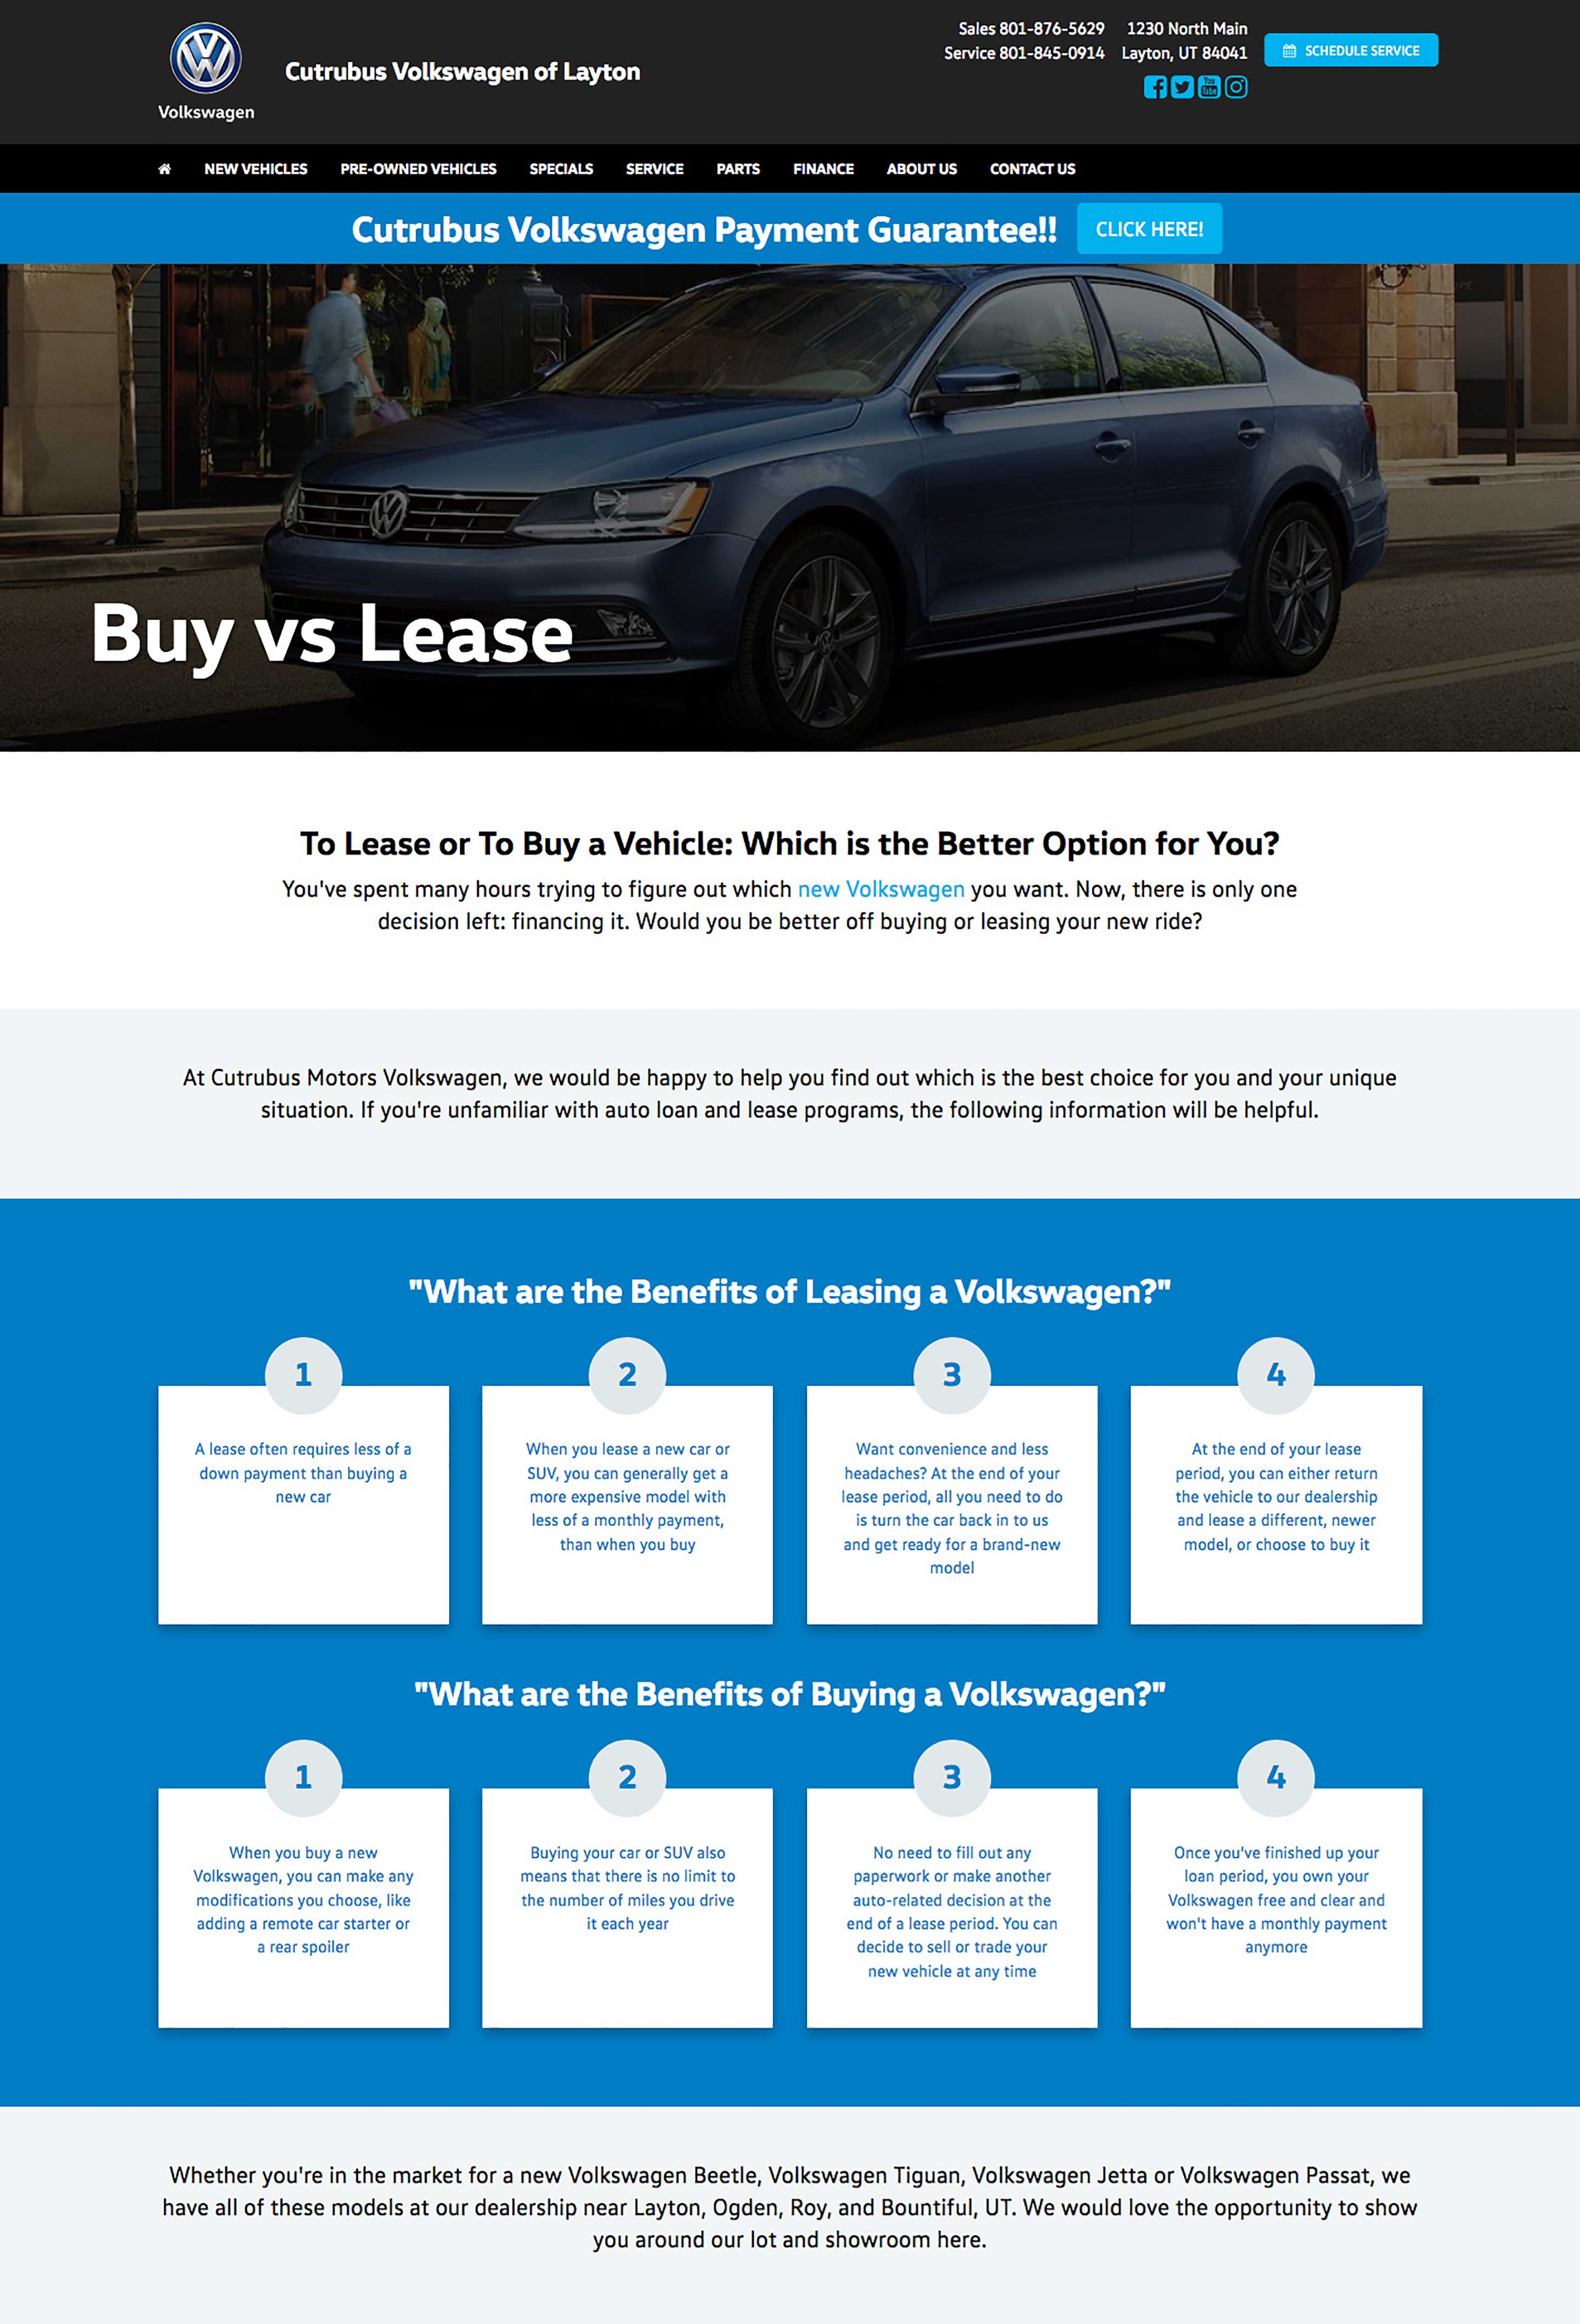 Volkswagen
Cutrubus Volkswagen of Layton
Sales 801-876-5629
Service 801-845-0914
1230 North Main
Layton, UT 84041
SCHEDULE SERVICE
NEW VEHICLES
PRE-OWNED VEHICLES
SPECIALS
SERVICE
PARTS
FINANCE
ABOUT US
CONTACT US
Cutrubus Volkswagen Payment Guarantee!!
CLICK HERE!
Buy vs Lease
To Lease or To Buy a Vehicle: Which is the Better Option for You?
You've spent many hours trying to figure out which new Volkswagen you want. Now, there is only one
decision left: financing it. Would you be better off buying or leasing your new ride?
At Cutrubus Motors Volkswagen, we would be happy to help you find out which is the best choice for you and your unique
situation. If you're unfamiliar with auto loan and lease programs, the following information will be helpful.
"What are the Benefits of Leasing a Volkswagen?"
1
A lease often requires less of a
down payment than buying a
new car
2
When you lease a new car or
SUV, you can generally get a
more expensive model with
less of a monthly payment,
than when you buy
3
Want convenience and less
headaches? At the end of your
lease period, all you need to do
is turn the car back in to us
and get ready for a brand-new
model
4
At the end of your lease
period, you can either return
the vehicle to our dealership
and lease a different, newer
model, or choose to buy it
"What are the Benefits of Buying a Volkswagen?"
1
When you buy a new
Volkswagen, you can make any
modifications you choose, like
adding a remote car starter or
a rear spoiler
2
Buying your car or SUV also
means that there is no limit to
the number of miles you drive
it each year
3
No need to fill out any
paperwork or make another
auto-related decision at the
end of a lease period. You can
decide to sell or trade your
new vehicle at any time
4
Once you've finished up your
loan period, you own your
Volkswagen free and clear and
won't have a monthly payment
anymore
Whether you're in the market for a new Volkswagen Beetle, Volkswagen Tiguan, Volkswagen Jetta or Volkswagen Passat, we
have all of these models at our dealership near Layton, Ogden, Roy, and Bountiful, UT. We would love the opportunity to show
you around our lot and showroom here.